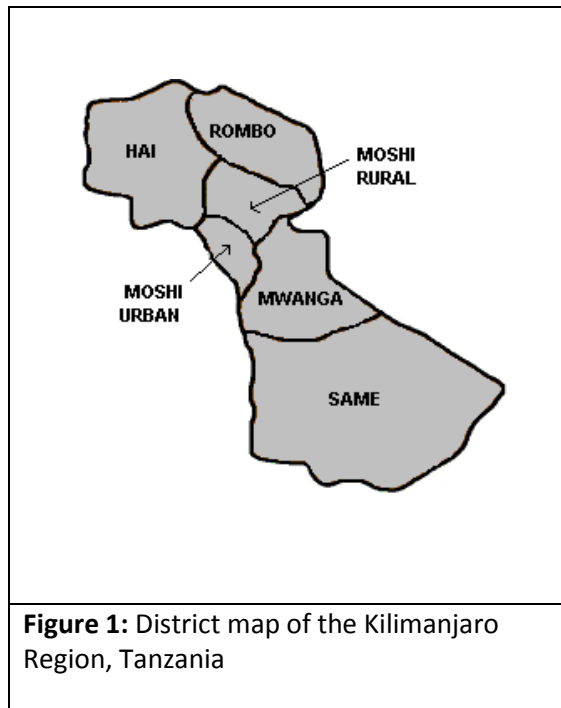 ROMBO
HAI
MOSHI
RURAL
MOSHI
URBAN
MWANGA
SAME
Figure 1: District map of the Kilimanjaro
Region, Tanzania